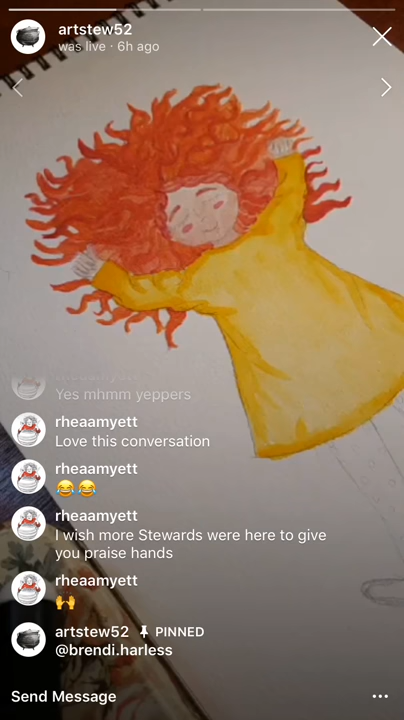 artstew52
was live · 6h ago
Yes mhmm yeppers
rheaamyett
Love this conversation
rheaamyett
😂😂
rheaamyett
I wish more Stewards were here to give
you praise hands
rheaamyett
🙌
artstew52 PINNED
@brendi.harless
Send Message